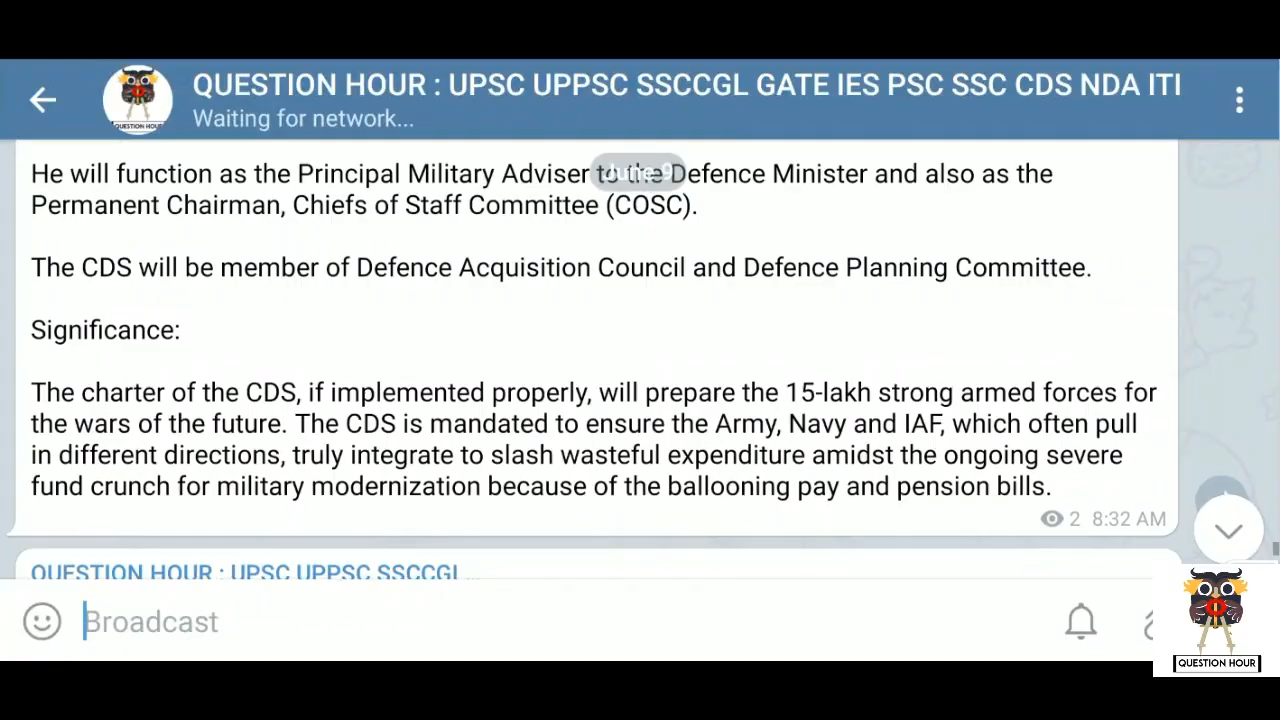 QUESTION HOUR : UPSC UPPSC SSCCGL GATE IES PSC SSC CDS NDA ITI
Waiting for network...
QUESTION HOUR
June 9
He will function as the Principal Military Adviser to the Defence Minister and also as the
Permanent Chairman, Chiefs of Staff Committee (COSC).
The CDS will be member of Defence Acquisition Council and Defence Planning Committee.
Significance:
The charter of the CDS, if implemented properly, will prepare the 15-lakh strong armed forces for
the wars of the future. The CDS is mandated to ensure the Army, Navy and IAF, which often pull
in different directions, truly integrate to slash wasteful expenditure amidst the ongoing severe
fund crunch for military modernization because of the ballooning pay and pension bills.
2 8:32 AM
QUESTION HOUR : UPSC UPPSC SSCCGL ...
Broadcast
QUESTION HOUR